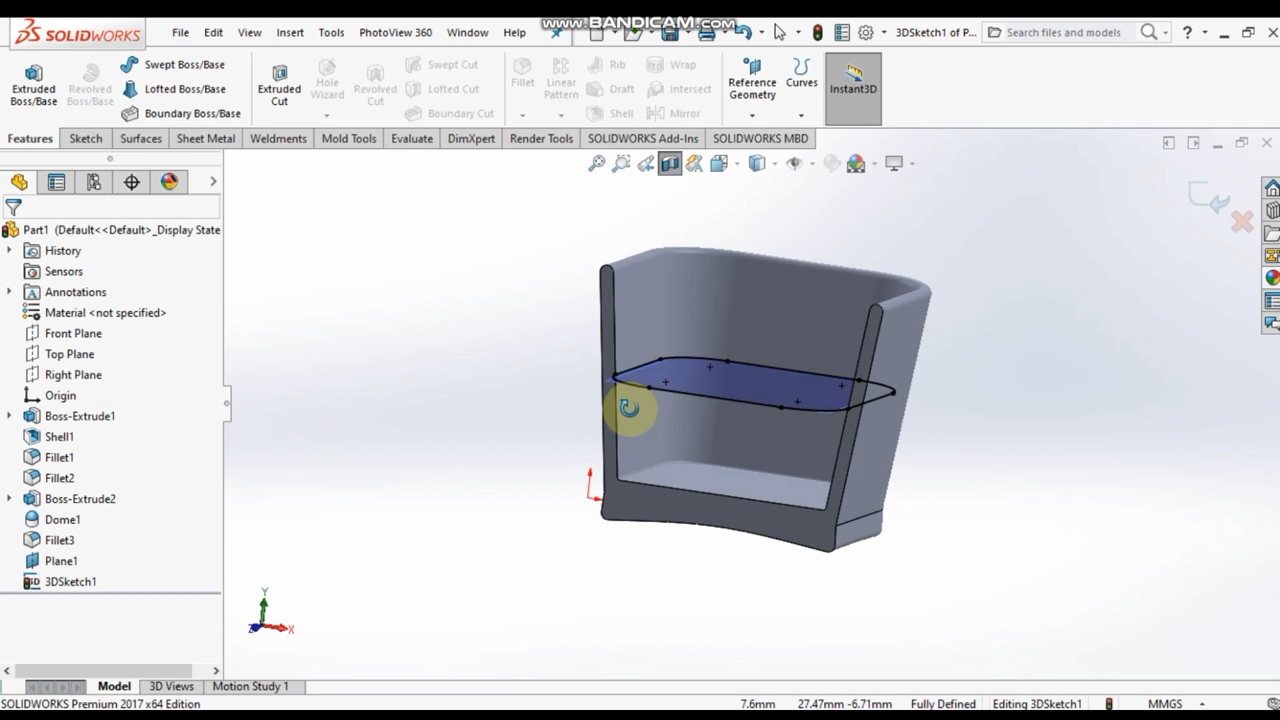 www.BANDICAM.com
SOLIDWORKS File Edit View Insert Tools PhotoView 360 Window Help 3DSketch1 of P... Search files and models ?
Extruded Boss/Base Revolved Boss/Base Swept Boss/Base Lofted Boss/Base Boundary Boss/Base Extruded Cut Hole Wizard Revolved Cut Swept Cut Lofted Cut Boundary Cut Fillet Linear Pattern Rib Draft Shell Wrap Intersect Mirror Reference Geometry Curves Instant3D
Features Sketch Surfaces Sheet Metal Weldments Mold Tools Evaluate DimXpert Render Tools SOLIDWORKS Add-Ins SOLIDWORKS MBD
Part1 (Default<<Default>_Display State
History
Sensors
Annotations
Material <not specified>
Front Plane
Top Plane
Right Plane
Origin
Boss-Extrude1
Shell1
Fillet1
Fillet2
Boss-Extrude2
Dome1
Fillet3
Plane1
3D 3DSketch1
Y
Z X
Model 3D Views Motion Study 1
SOLIDWORKS Premium 2017 x64 Edition 7.6mm 27.47mm -6.71mm Fully Defined Editing 3DSketch1 MMGS